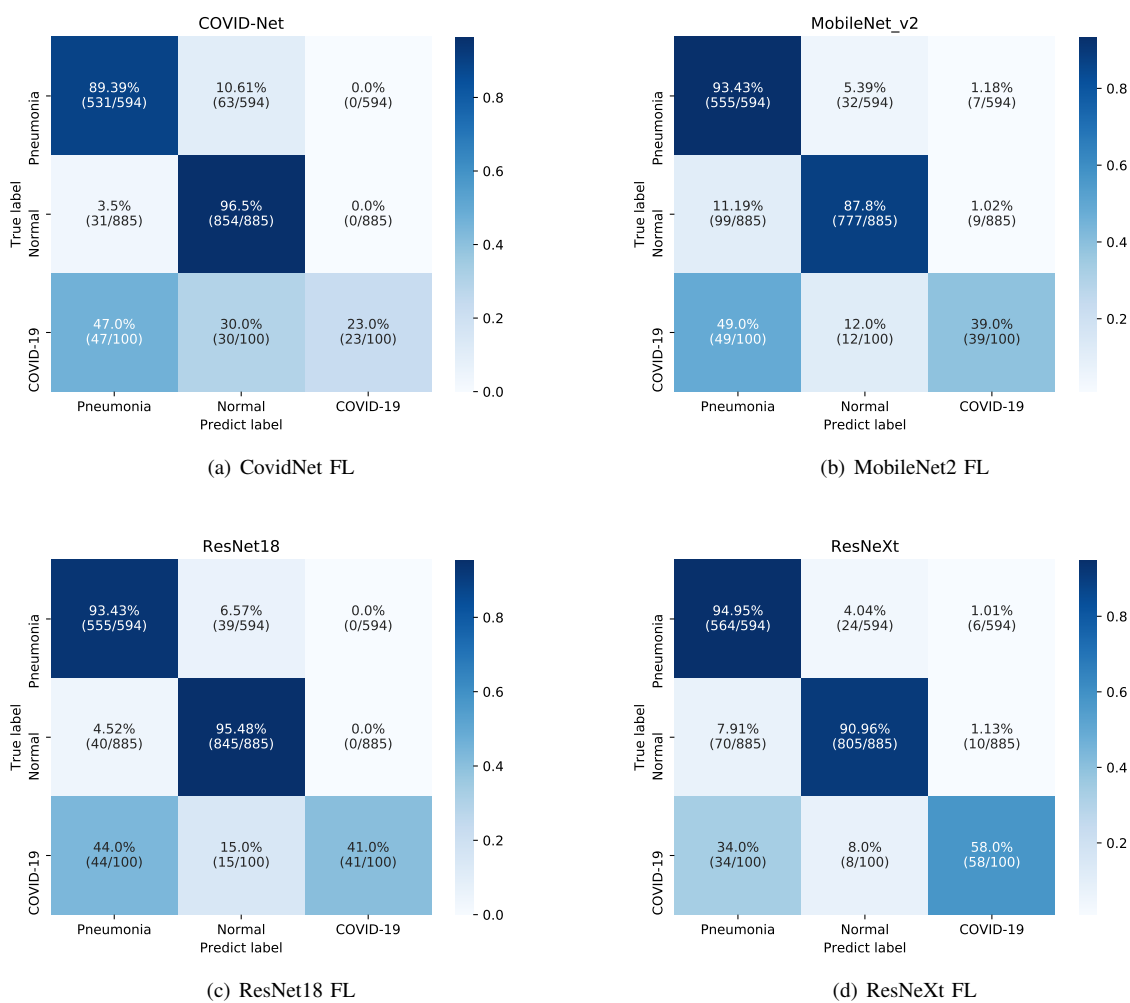 COVID-Net
89.39%
(531/594)
10.61%
(63/594)
0.0%
(0/594)
3.5%
(31/885)
96.5%
(854/885)
0.0%
(0/885)
47.0%
(47/100)
30.0%
(30/100)
23.0%
(23/100)
Pneumonia
Normal
COVID-19
True label
Pneumonia
Normal
COVID-19
Predict label
0.8
0.6
0.4
0.2
0.0
(a) CovidNet FL
MobileNet_v2
93.43%
(555/594)
5.39%
(32/594)
1.18%
(7/594)
11.19%
(99/885)
87.8%
(777/885)
1.02%
(9/885)
49.0%
(49/100)
12.0%
(12/100)
39.0%
(39/100)
Pneumonia
Normal
COVID-19
True label
Pneumonia
Normal
COVID-19
Predict label
0.8
0.6
0.4
0.2
(b) MobileNet2 FL
ResNet18
93.43%
(555/594)
6.57%
(39/594)
0.0%
(0/594)
4.52%
(40/885)
95.48%
(845/885)
0.0%
(0/885)
44.0%
(44/100)
15.0%
(15/100)
41.0%
(41/100)
Pneumonia
Normal
COVID-19
True label
Pneumonia
Normal
COVID-19
Predict label
0.8
0.6
0.4
0.2
0.0
(c) ResNet18 FL
ResNeXt
94.95%
(564/594)
4.04%
(24/594)
1.01%
(6/594)
7.91%
(70/885)
90.96%
(805/885)
1.13%
(10/885)
34.0%
(34/100)
8.0%
(8/100)
58.0%
(58/100)
Pneumonia
Normal
COVID-19
True label
Pneumonia
Normal
COVID-19
Predict label
0.8
0.6
0.4
0.2
(d) ResNeXt FL